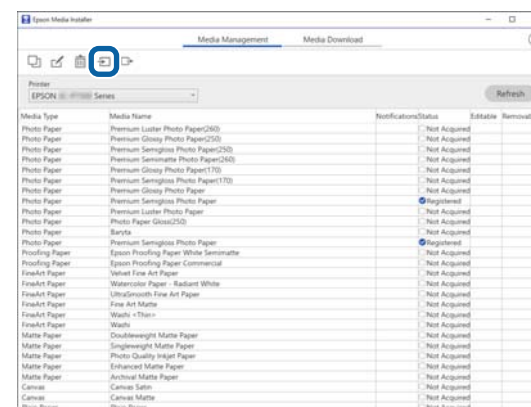 Epson Media Installer
Media Management Media Download
Printer
EPSON Series
Refresh
Media Type Media Name Notifications Status Editable Removal
Photo Paper Premium Luster Photo Paper(260) Not Acquired
Photo Paper Premium Glossy Photo Paper(250) Not Acquired
Photo Paper Premium Semigloss Photo Paper(250) Not Acquired
Photo Paper Premium Semimatte Photo Paper(260) Not Acquired
Photo Paper Premium Glossy Photo Paper(170) Not Acquired
Photo Paper Premium Semigloss Photo Paper(170) Not Acquired
Photo Paper Premium Glossy Photo Paper Not Acquired
Photo Paper Premium Semigloss Photo Paper Registered
Photo Paper Premium Luster Photo Paper Not Acquired
Photo Paper Photo Paper Gloss(250) Not Acquired
Photo Paper Baryta Not Acquired
Photo Paper Premium Semigloss Photo Paper Registered
Proofing Paper Epson Proofing Paper White Semimatte Not Acquired
Proofing Paper Epson Proofing Paper Commercial Not Acquired
FineArt Paper Velvet Fine Art Paper Not Acquired
FineArt Paper Watercolor Paper - Radiant White Not Acquired
FineArt Paper UltraSmooth Fine Art Paper Not Acquired
FineArt Paper Fine Art Matte Not Acquired
FineArt Paper Washi <Thin> Not Acquired
FineArt Paper Washi Not Acquired
Matte Paper Doubleweight Matte Paper Not Acquired
Matte Paper Singleweight Matte Paper Not Acquired
Matte Paper Photo Quality Inkjet Paper Not Acquired
Matte Paper Enhanced Matte Paper Not Acquired
Matte Paper Archival Matte Paper Not Acquired
Canvas Canvas Satin Not Acquired
Canvas Canvas Matte Not Acquired
Plain Paper Plain Paper Not Acquired